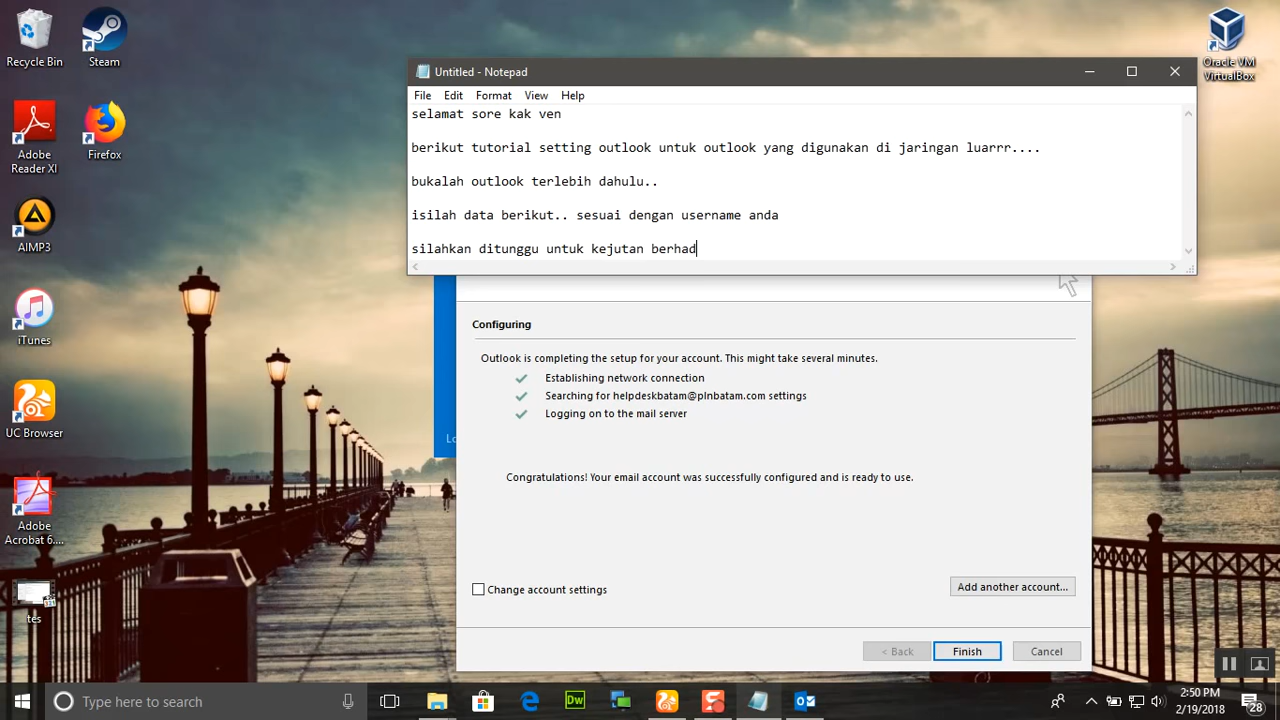 Recycle Bin
Steam
Adobe
Reader XI
Firefox
AIMP3
iTunes
UC Browser
Adobe
Acrobat 6....
tes
Oracle VM
VirtualBox
Untitled - Notepad
File Edit Format View Help
selamat sore kak ven
berikut tutorial setting outlook untuk outlook yang digunakan di jaringan luarrr....
bukalah outlook terlebih dahulu..
isilah data berikut.. sesuai dengan username anda
silahkan ditunggu untuk kejutan berhad
Configuring
Outlook is completing the setup for your account. This might take several minutes.
Establishing network connection
Searching for helpdeskbatam@plnbatam.com settings
Logging on to the mail server
Congratulations! Your email account was successfully configured and is ready to use.
Change account settings
Add another account...
< Back Finish Cancel
Type here to search
Dw
2:50 PM
2/19/2018
28